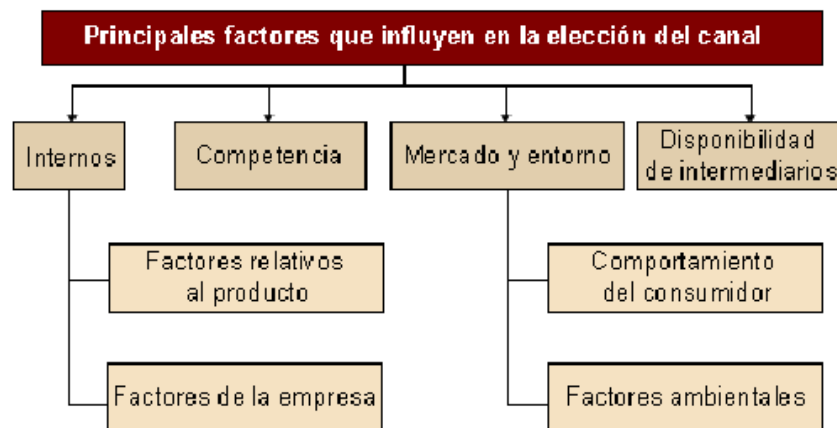 Principales factores que influyen en la elección del canal
Internos
Competencia
Mercado y entorno
Disponibilidad
de intermediarios
Factores relativos
al producto
Comportamiento
del consumidor
Factores de la empresa
Factores ambientales